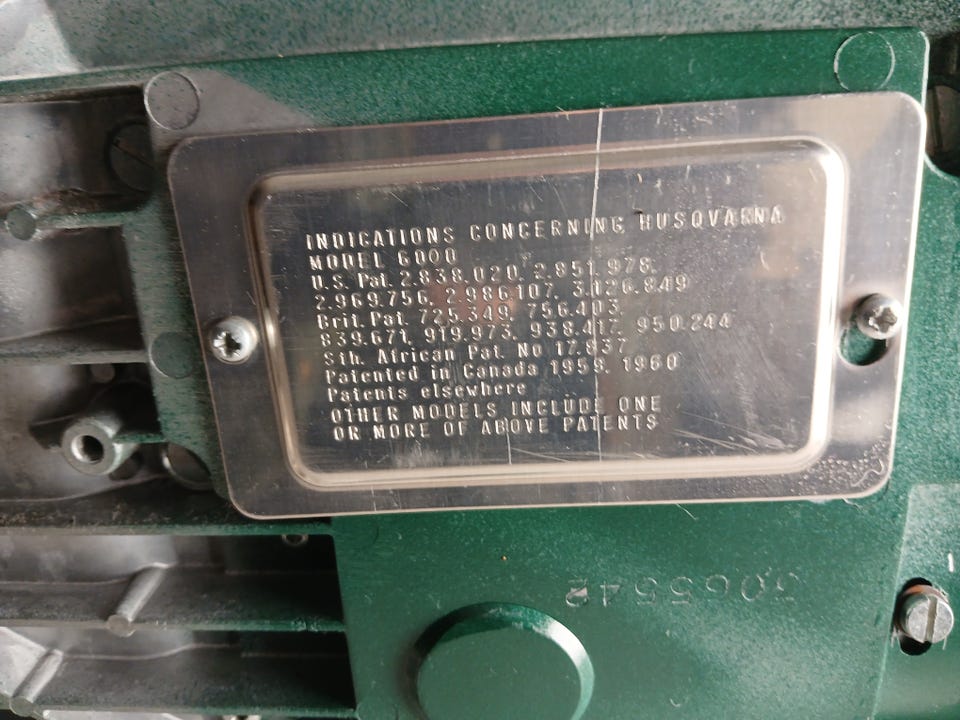 INDICATIONS CONCERNING HUSQVARNA
MODEL 6000
U.S. Pat. 2.838.020. 2.851.978.
2.969.756. 2.986107. 3.126.849
Brit. Pat. 725.349. 756.403.
839.671. 919.973. 938.417. 950.244
Sth. African Pat. No 17.837
Patented in Canada 1959. 1960
Patents elsewhere
OTHER MODELS INCLUDE ONE
OR MORE OF ABOVE PATENTS